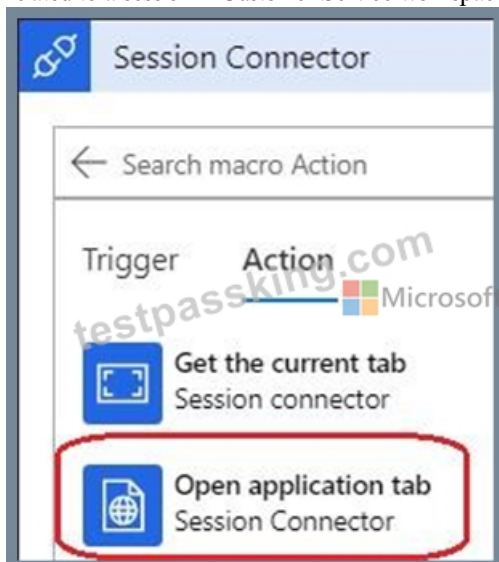 Session Connector
Search macro Action
Trigger Action
testpassking.com
Microsoft
Get the current tab
Session connector
Open application tab
Session Connector